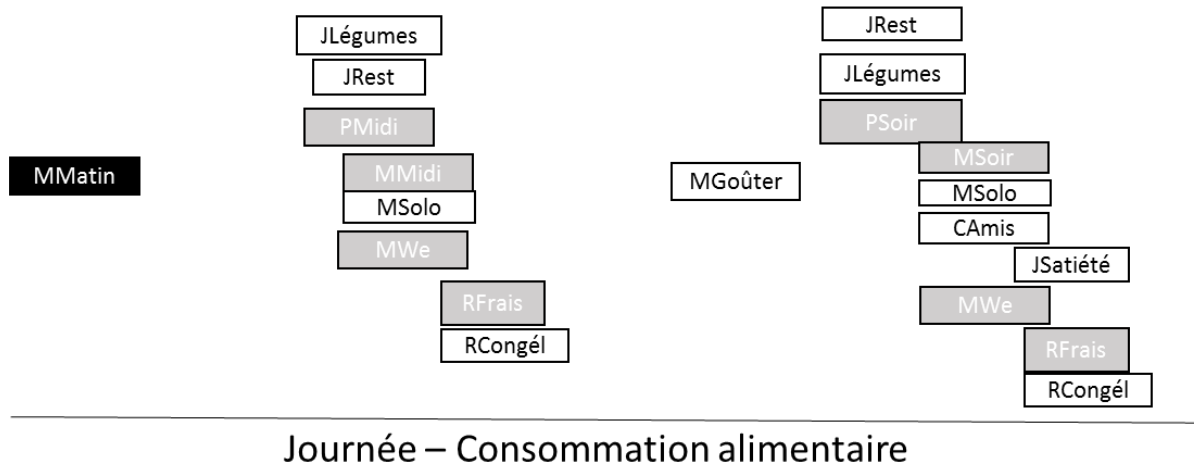 MMatin
JLégumes
JRest
PMidi
MMidi
MSolo
MWe
RFrais
RCongél
MGoûter
JRest
JLégumes
PSoir
MSoir
MSolo
CAmis
JSatiété
MWe
RFrais
RCongél
Journée – Consommation alimentaire